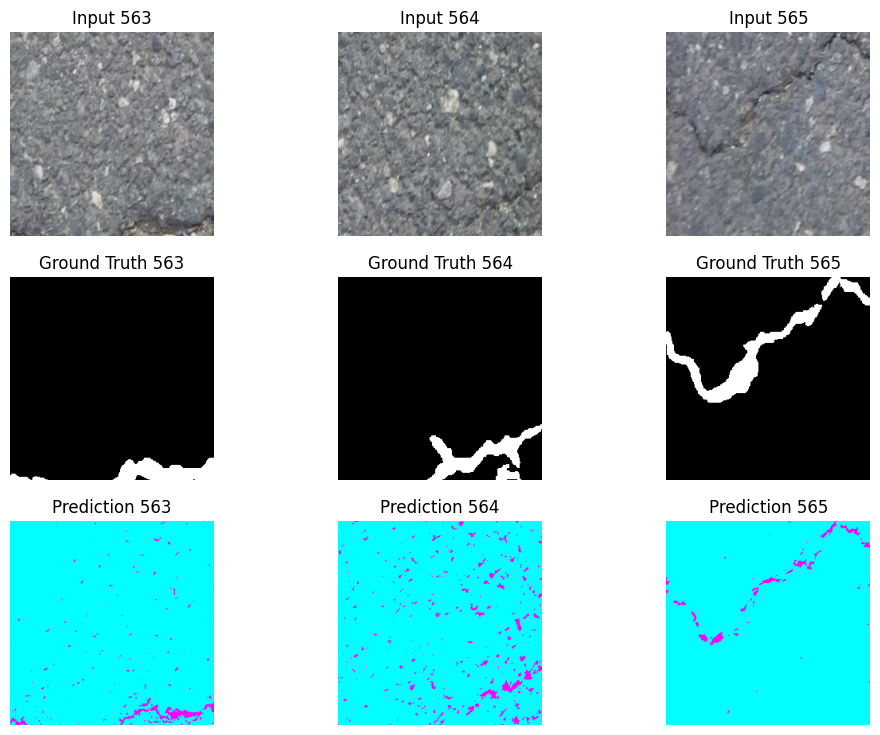 Input 563
Input 564
Input 565
Ground Truth 563
Ground Truth 564
Ground Truth 565
Prediction 563
Prediction 564
Prediction 565